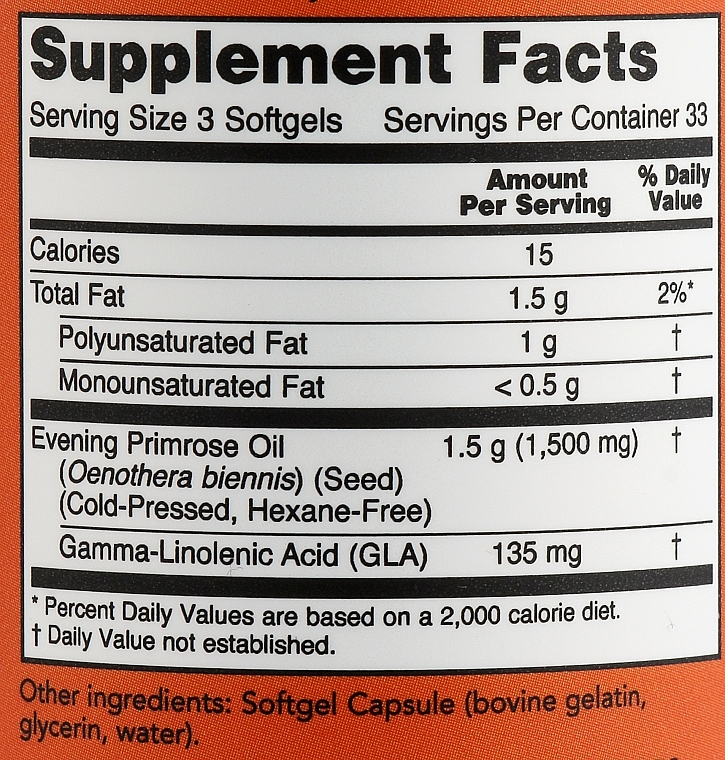 Supplement Facts
Serving Size 3 Softgels Servings Per Container 33
Amount Per Serving % Daily Value
Calories 15
Total Fat 1.5 g 2%*
Polyunsaturated Fat 1 g †
Monounsaturated Fat < 0.5 g †
Evening Primrose Oil 1.5 g (1,500 mg) †
(Oenothera biennis) (Seed)
(Cold-Pressed, Hexane-Free)
Gamma-Linolenic Acid (GLA) 135 mg †
* Percent Daily Values are based on a 2,000 calorie diet.
† Daily Value not established.
Other ingredients: Softgel Capsule (bovine gelatin,
glycerin, water).